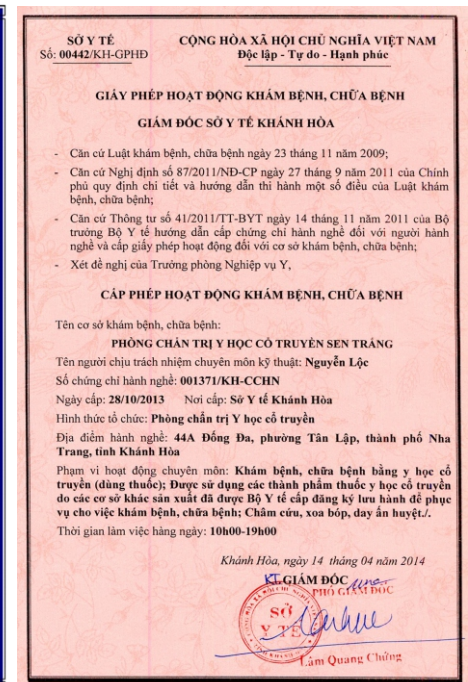 SỞ Y TẾ
Số: 00442/KH-GPHĐ
CỘNG HÒA XÃ HỘI CHỦ NGHĨA VIỆT NAM
Độc lập - Tự do - Hạnh phúc
GIẤY PHÉP HOẠT ĐỘNG KHÁM BỆNH, CHỮA BỆNH
GIÁM ĐỐC SỞ Y TẾ KHÁNH HÒA
- Căn cứ Luật khám bệnh, chữa bệnh ngày 23 tháng 11 năm 2009;
- Căn cứ Nghị định số 87/2011/NĐ-CP ngày 27 tháng 9 năm 2011 của Chính
phủ quy định chi tiết và hướng dẫn thi hành một số điều của Luật khám
bệnh, chữa bệnh;
- Căn cứ Thông tư số 41/2011/TT-BYT ngày 14 tháng 11 năm 2011 của Bộ
trưởng Bộ Y tế hướng dẫn cấp chứng chỉ hành nghề đối với người hành
nghề và cấp giấy phép hoạt động đối với cơ sở khám bệnh, chữa bệnh;
- Xét đề nghị của Trưởng phòng Nghiệp vụ Y,
CẤP PHÉP HOẠT ĐỘNG KHÁM BỆNH, CHỮA BỆNH
Tên cơ sở khám bệnh, chữa bệnh:
PHÒNG CHẨN TRỊ Y HỌC CỔ TRUYỀN SEN TRẮNG
Tên người chịu trách nhiệm chuyên môn kỹ thuật: Nguyễn Lộc
Số chứng chỉ hành nghề: 001371/KH-CCHN
Ngày cấp: 28/10/2013 Nơi cấp: Sở Y tế Khánh Hòa
Hình thức tổ chức: Phòng chẩn trị Y học cổ truyền
Địa điểm hành nghề: 44A Đống Đa, phường Tân Lập, thành phố Nha
Trang, tỉnh Khánh Hòa
Phạm vi hoạt động chuyên môn: Khám bệnh, chữa bệnh bằng y học cổ
truyền (dùng thuốc); Được sử dụng các thành phẩm thuốc y học cổ truyền
do các cơ sở khác sản xuất đã được Bộ Y tế cấp đăng ký lưu hành để phục
vụ cho việc khám bệnh, chữa bệnh; Châm cứu, xoa bóp, day ấn huyệt./.
Thời gian làm việc hàng ngày: 10h00-19h00
Khánh Hòa, ngày 14 tháng 04 năm 2014
KT.GIÁM ĐỐC
PHÓ GIÁM ĐỐC
SỞ
Y TẾ
Lâm Quang Chứng